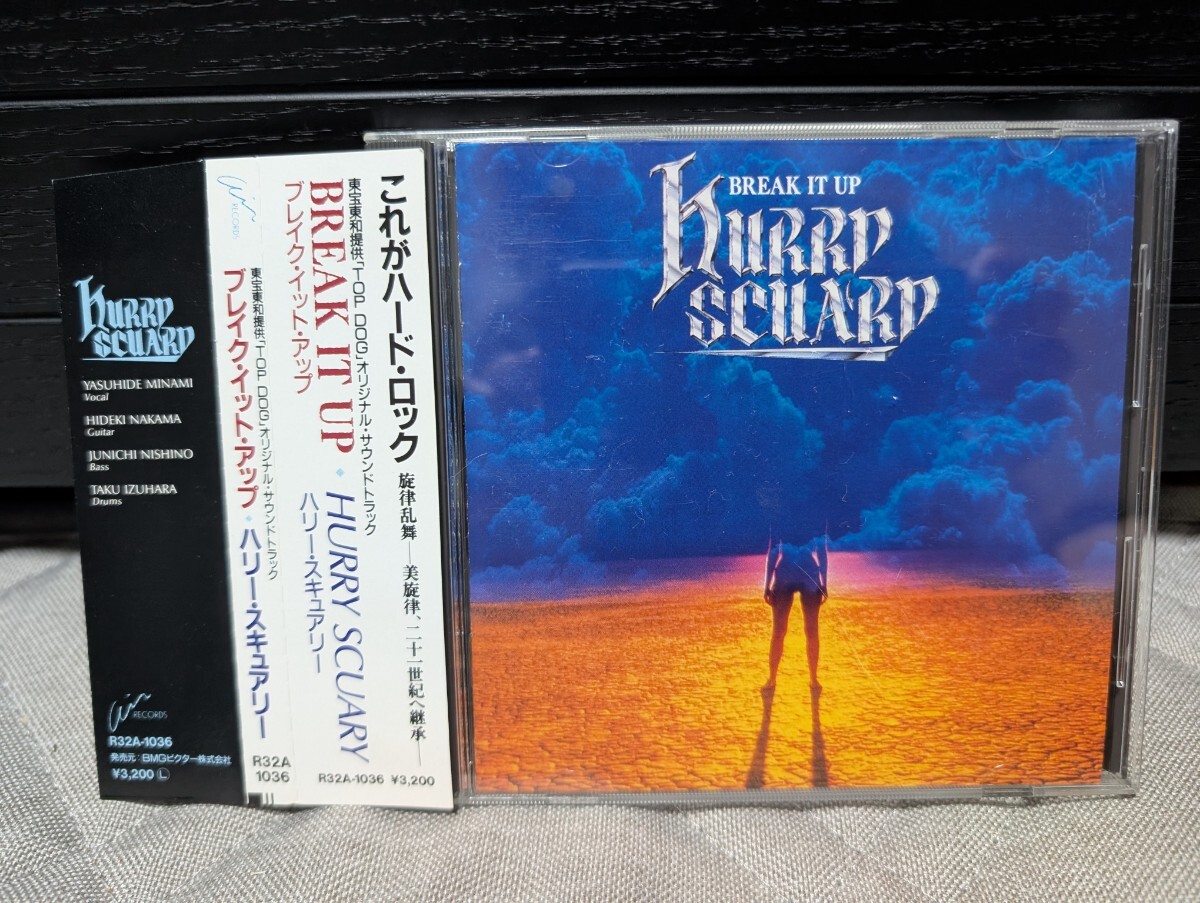 HURRY
SCUARY
YASUHIDE MINAMI
Vocal
HIDEKI NAKAMA
Guitar
JUNICHI NISHINO
Bass
TAKU IZUHARA
Drums
Air
RECORDS
R32A-1036
発売元:BMGビクター株式会社
¥3,200 Ⓛ
Air
RECORDS
東宝東和提供「TOP DOG」オリジナル・サウンドトラック
ブレイク・イット・アップ・ハリー・スキュアリー
R32A
1036
これがハード・ロック 旋律乱舞——美旋律、二十一世紀へ継承——
東宝東和提供「TOP DOG」オリジナル・サウンドトラック
BREAK IT UP・HURRY SCUARY
ブレイク・イット・アップ ハリー・スキュアリー
R32A-1036 ¥3,200
BREAK IT UP
HURRY
SCUARY